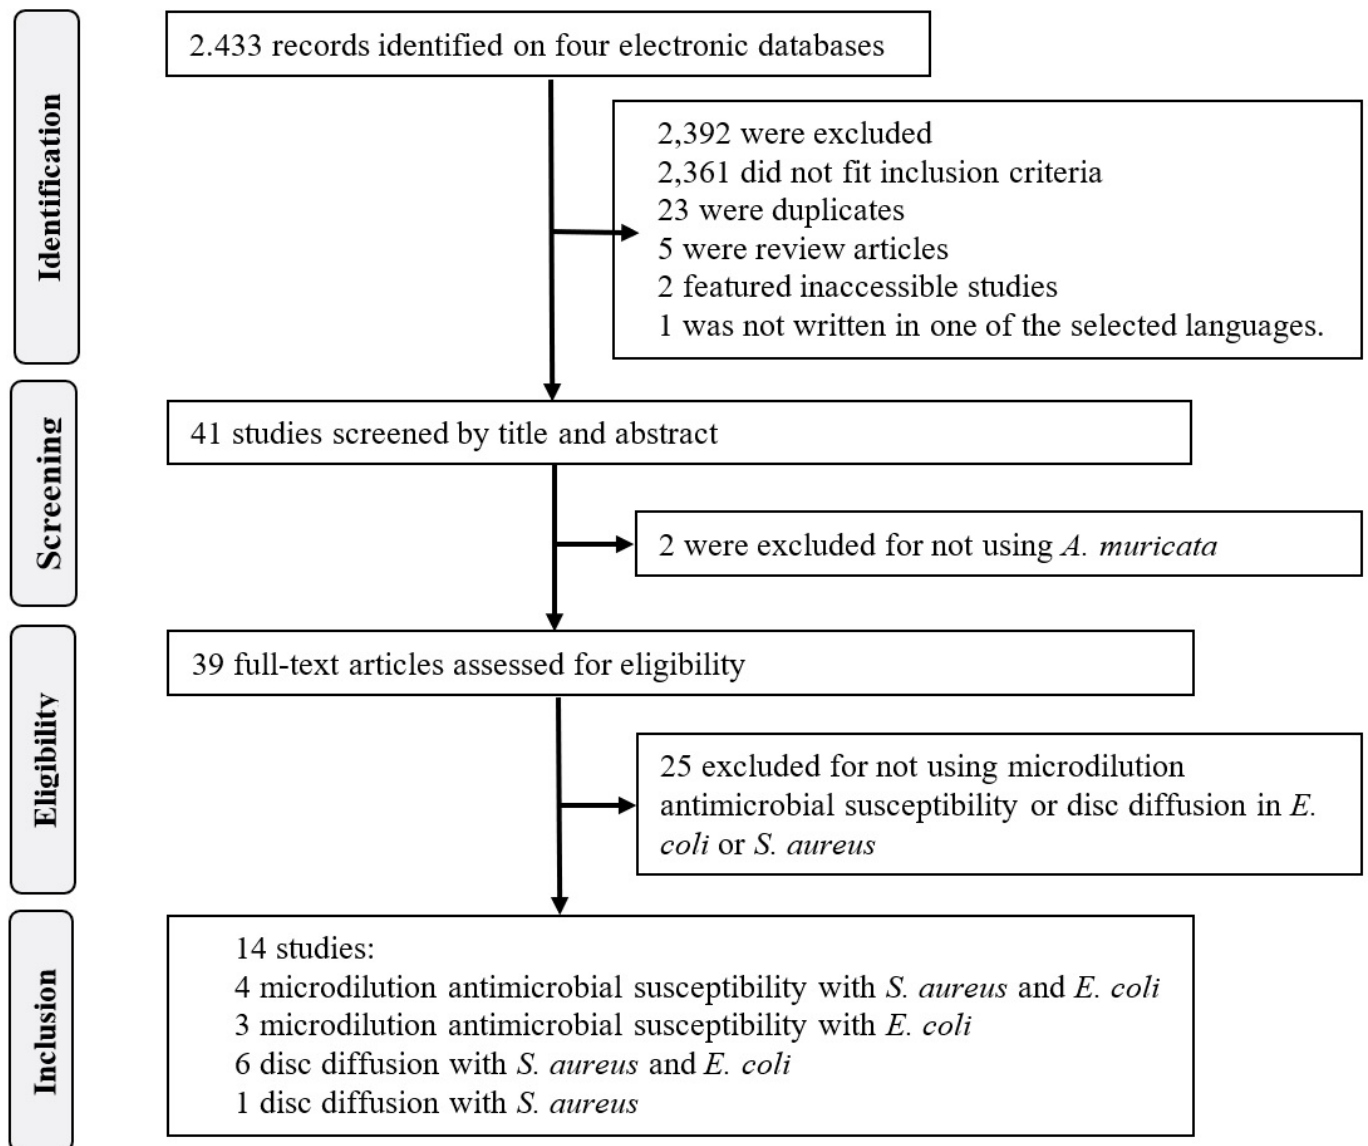 Identification
2.433 records identified on four electronic databases
2,392 were excluded
2,361 did not fit inclusion criteria
23 were duplicates
5 were review articles
2 featured inaccessible studies
1 was not written in one of the selected languages.
Screening
41 studies screened by title and abstract
2 were excluded for not using A. muricata
Eligibility
39 full-text articles assessed for eligibility
25 excluded for not using microdilution
antimicrobial susceptibility or disc diffusion in E.
coli or S. aureus
Inclusion
14 studies:
4 microdilution antimicrobial susceptibility with S. aureus and E. coli
3 microdilution antimicrobial susceptibility with E. coli
6 disc diffusion with S. aureus and E. coli
1 disc diffusion with S. aureus